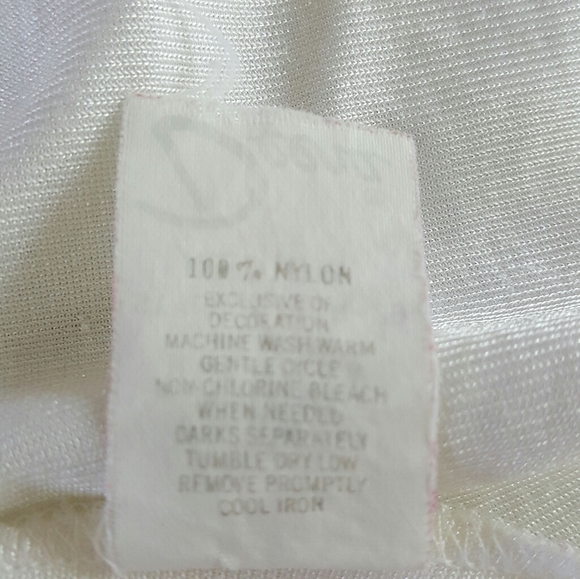 100% NYLON
EXCLUSIVE OF
DECORATION
MACHINE WASH WARM
GENTLE CYCLE
NON-CHLORINE BLEACH
WHEN NEEDED
DARKS SEPARATELY
TUMBLE DRY LOW
REMOVE PROMPTLY
COOL IRON